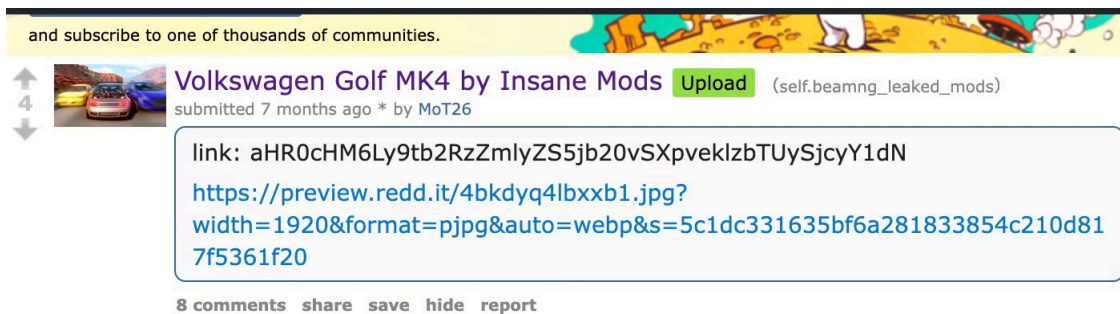 and subscribe to one of thousands of communities.
4
Volkswagen Golf MK4 by Insane Mods Upload (self.beamng_leaked_mods)
submitted 7 months ago * by MoT26
link: aHR0cHM6Ly9tb2RzZmlyZS5jb20vSXpveklzbTUySjcyY1dN
https://preview.redd.it/4bkdyq4lbxxb1.jpg?
width=1920&format=pjpg&auto=webp&s=5c1dc331635bf6a281833854c210d81
7f5361f20
8 comments share save hide report